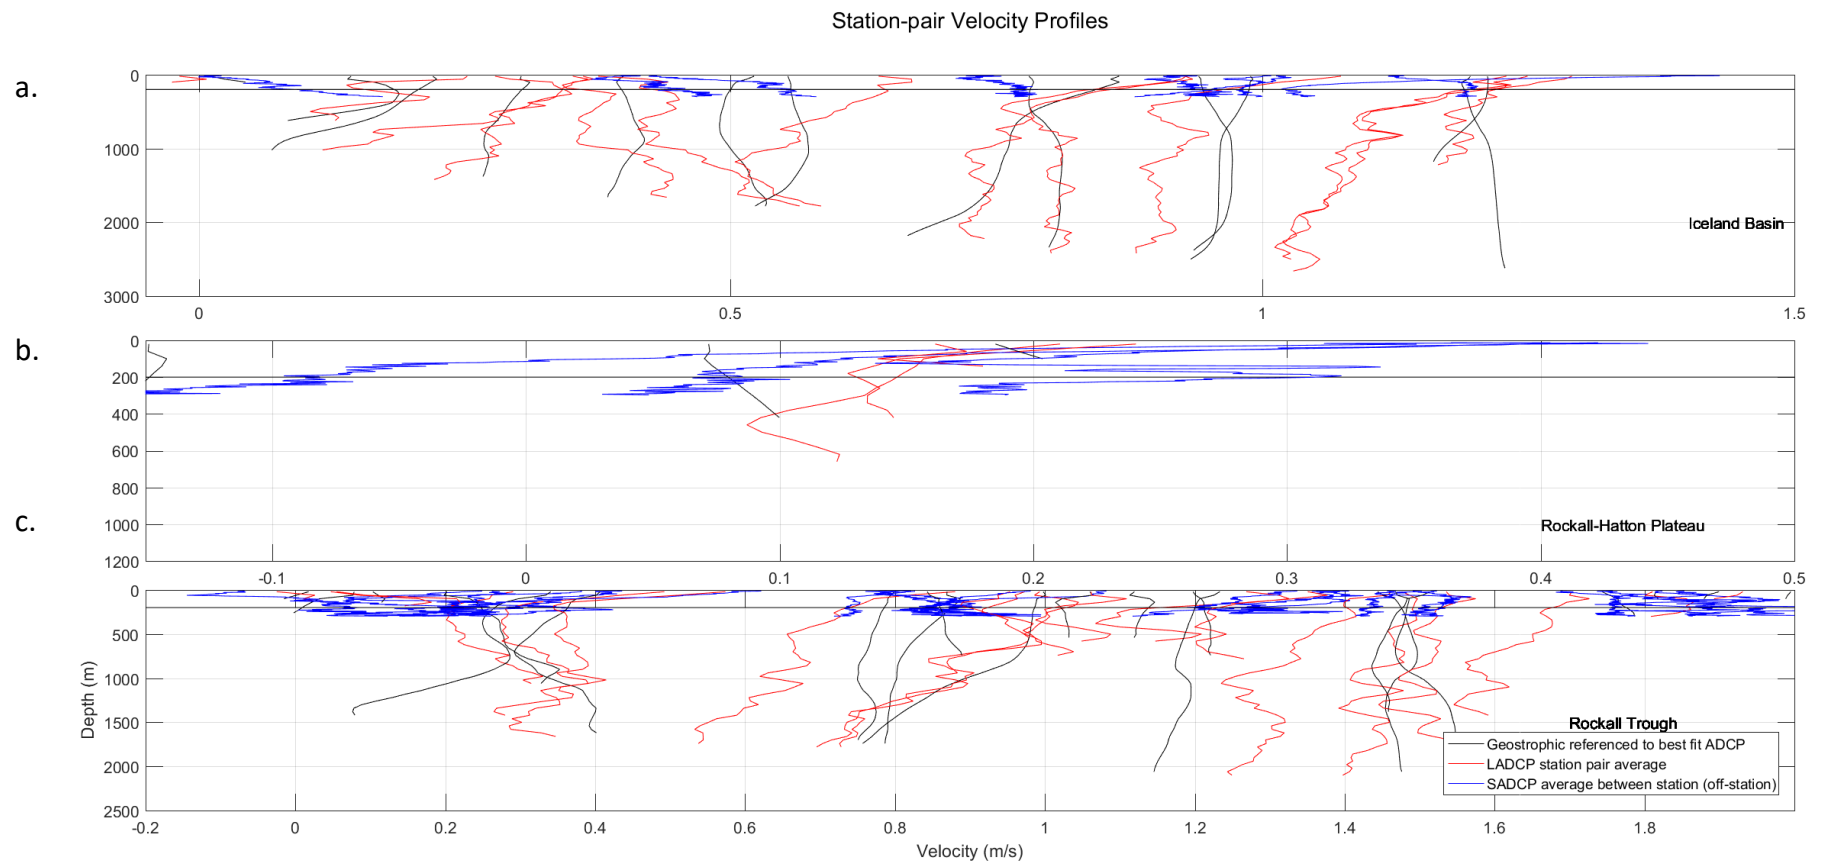 Station-pair Velocity Profiles
a.
0
1000
2000
3000
Iceland Basin
0 0.5 1 1.5
b.
0
200
400
600
800
1000
1200
Rockall-Hatton Plateau
-0.1 0 0.1 0.2 0.3 0.4 0.5
c.
0
500
1000
1500
2000
2500
Depth (m)
Rockall Trough
Geostrophic referenced to best fit ADCP
LADCP station pair average
SADCP average between station (off-station)
-0.2 0 0.2 0.4 0.6 0.8 1 1.2 1.4 1.6 1.8
Velocity (m/s)